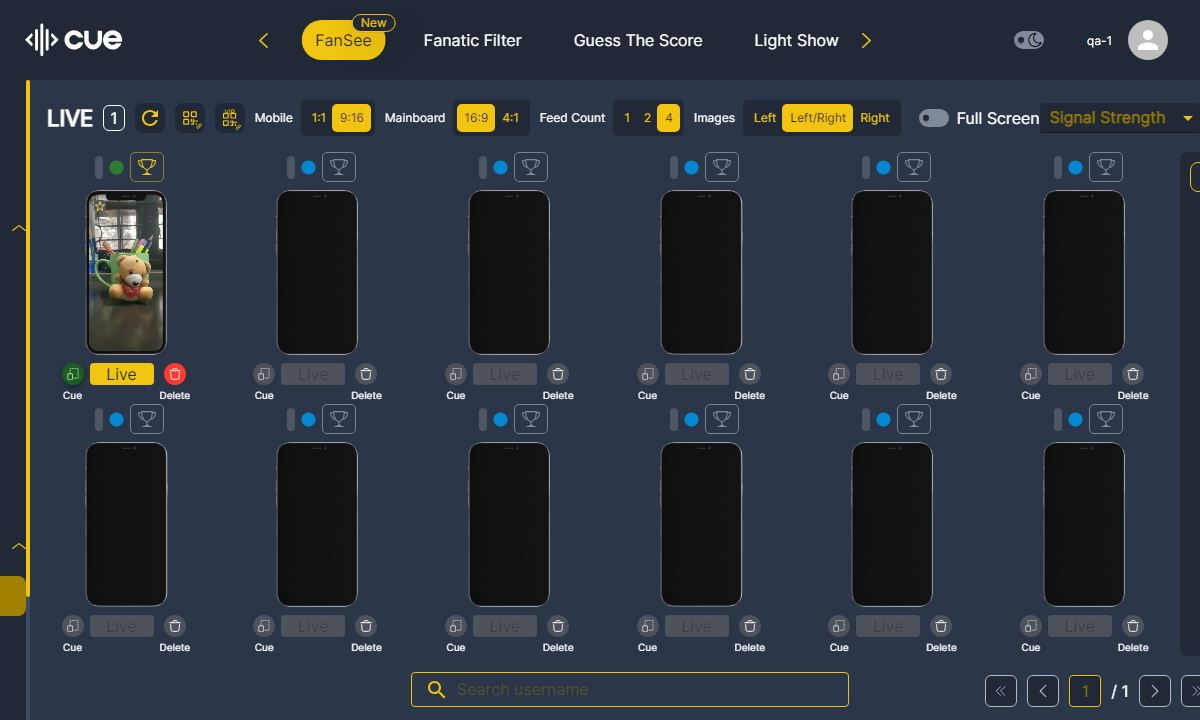 cue
FanSee
New
Fanatic Filter
Guess The Score
Light Show
qa-1
LIVE 1
Mobile 1:1 9:16
Mainboard 16:9 4:1
Feed Count 1 2 4
Images Left Left/Right Right
Full Screen
Signal Strength
Live Live Live Live Live Live
Cue Delete Cue Delete Cue Delete Cue Delete Cue Delete Cue Delete
Live Live Live Live Live Live
Cue Delete Cue Delete Cue Delete Cue Delete Cue Delete Cue Delete
Search username
1 / 1